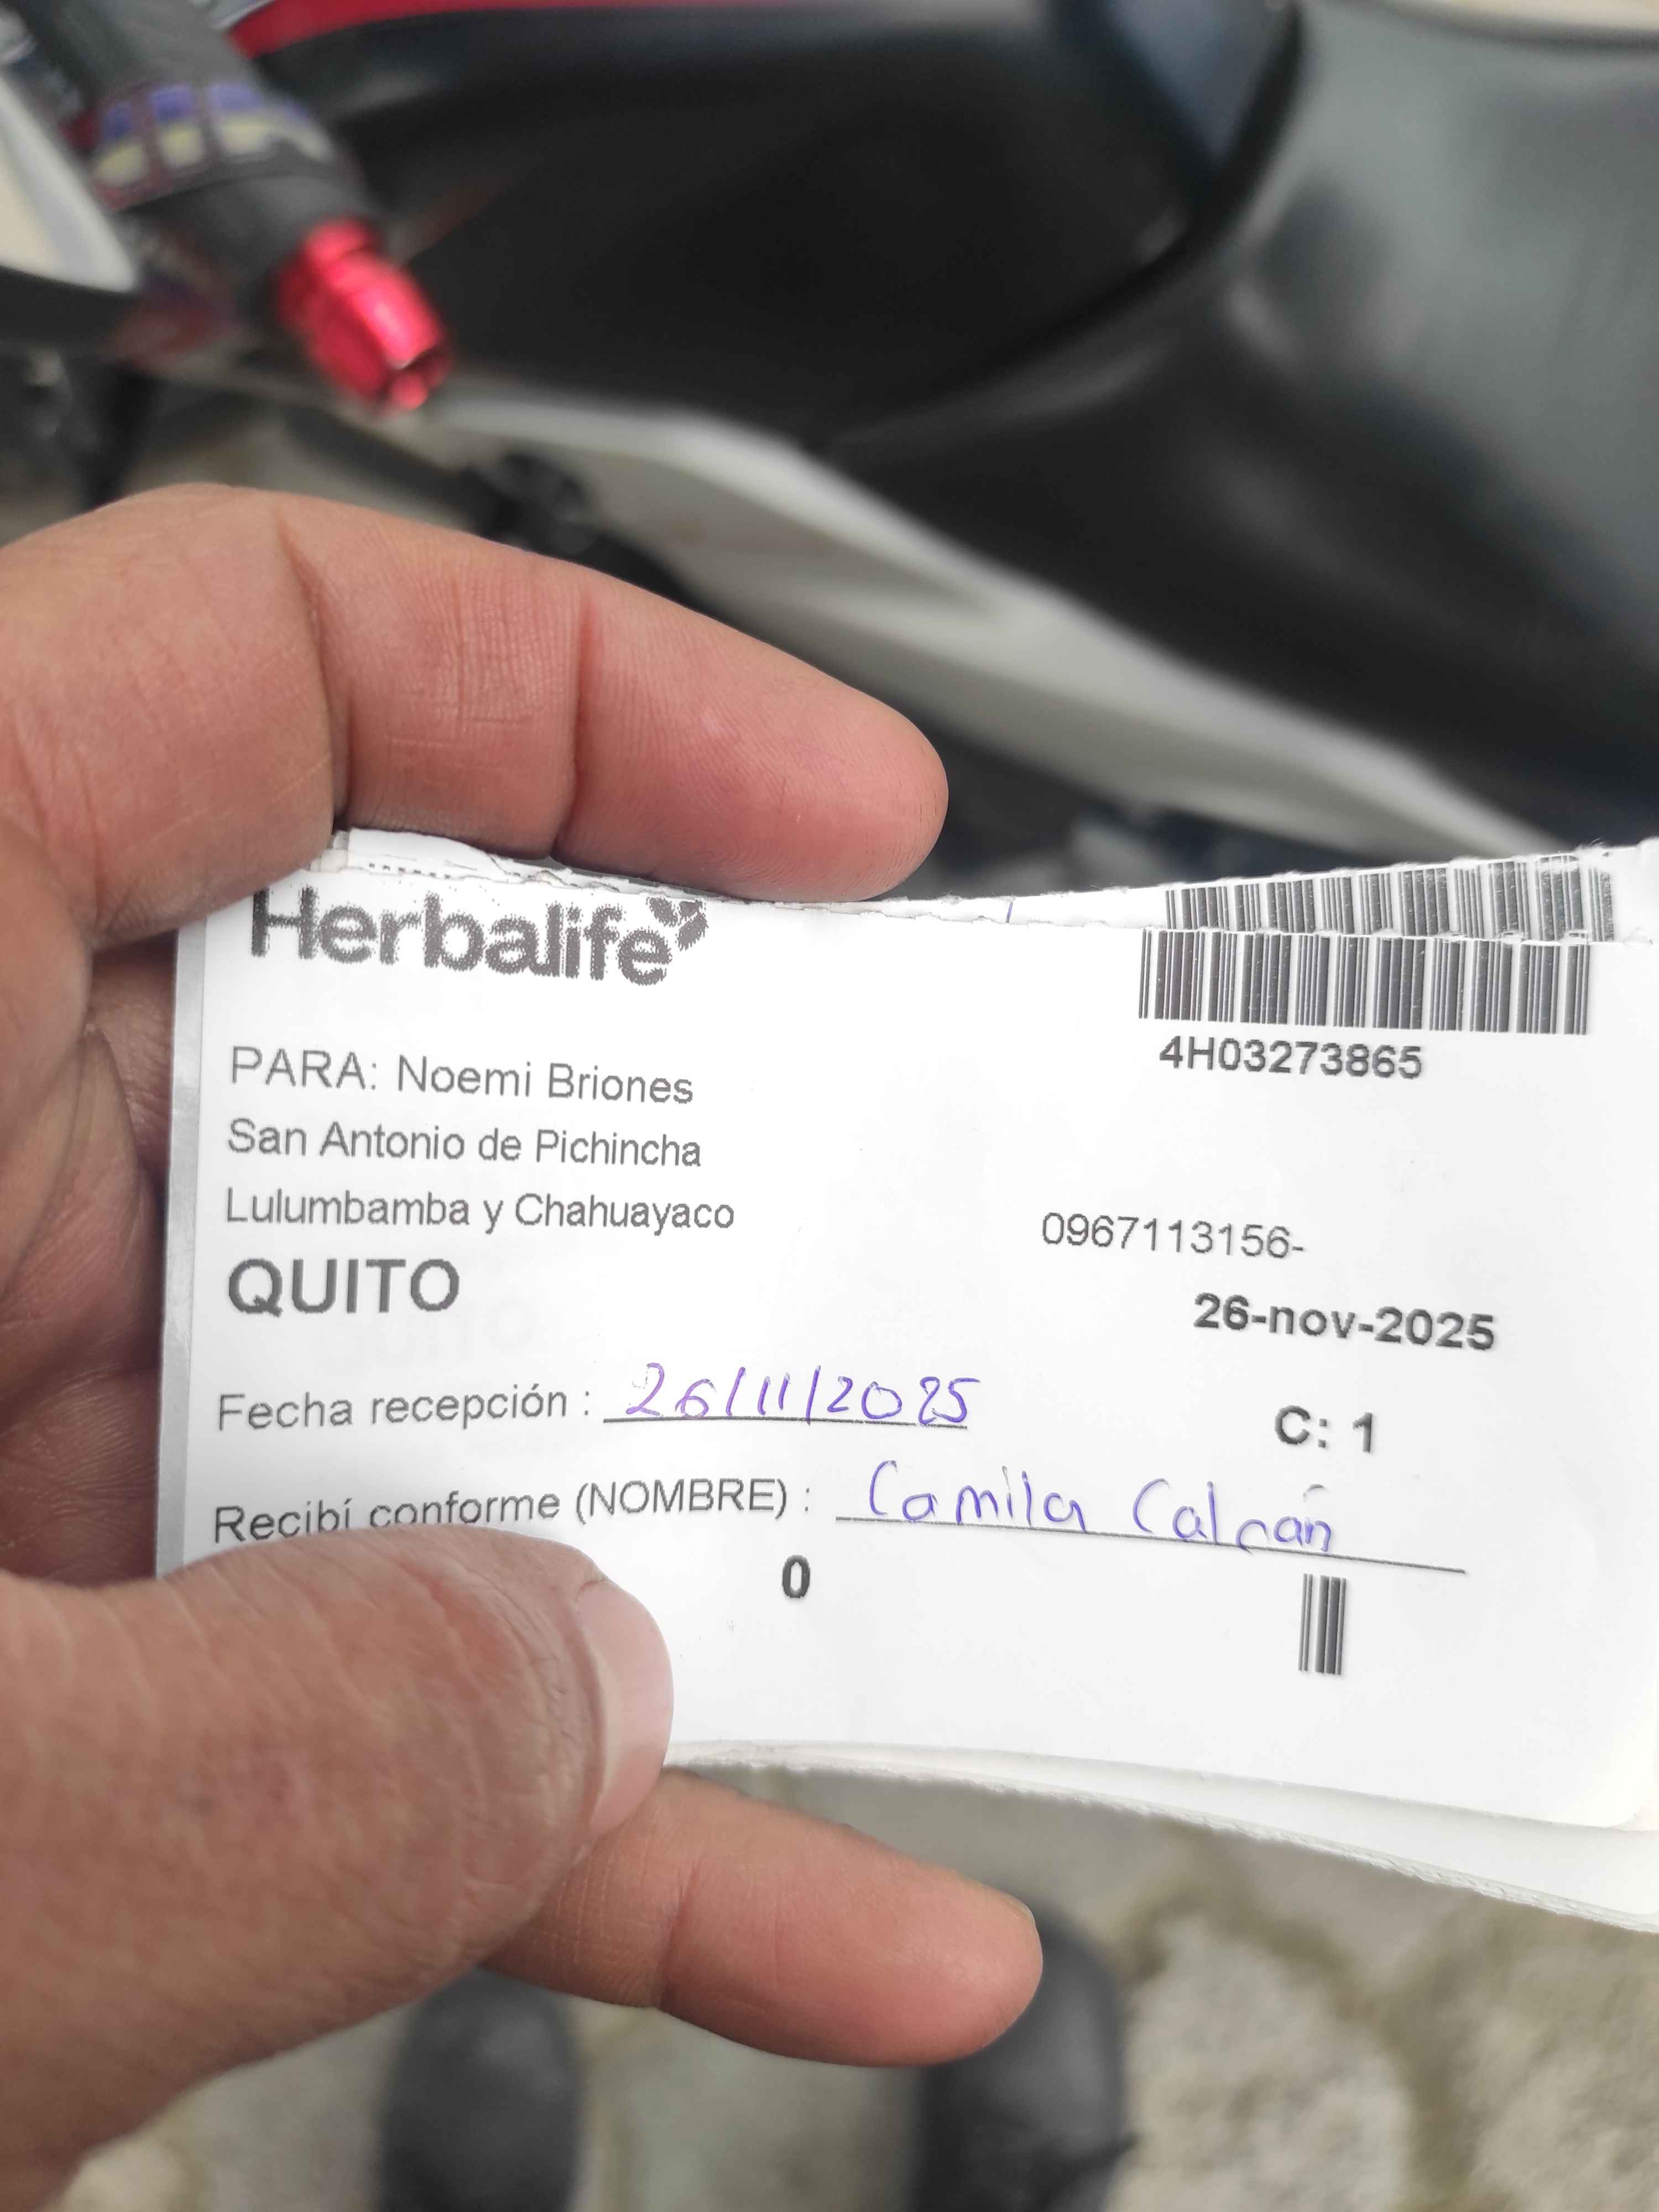 Herbalife
4H03273865
PARA: Noemi Briones
San Antonio de Pichincha
Lulumbamba y Chahuayaco
0967113156-
QUITO
26-nov-2025
Fecha recepción : 26/11/2025
C: 1
Recibí conforme (NOMBRE) : Camila
0